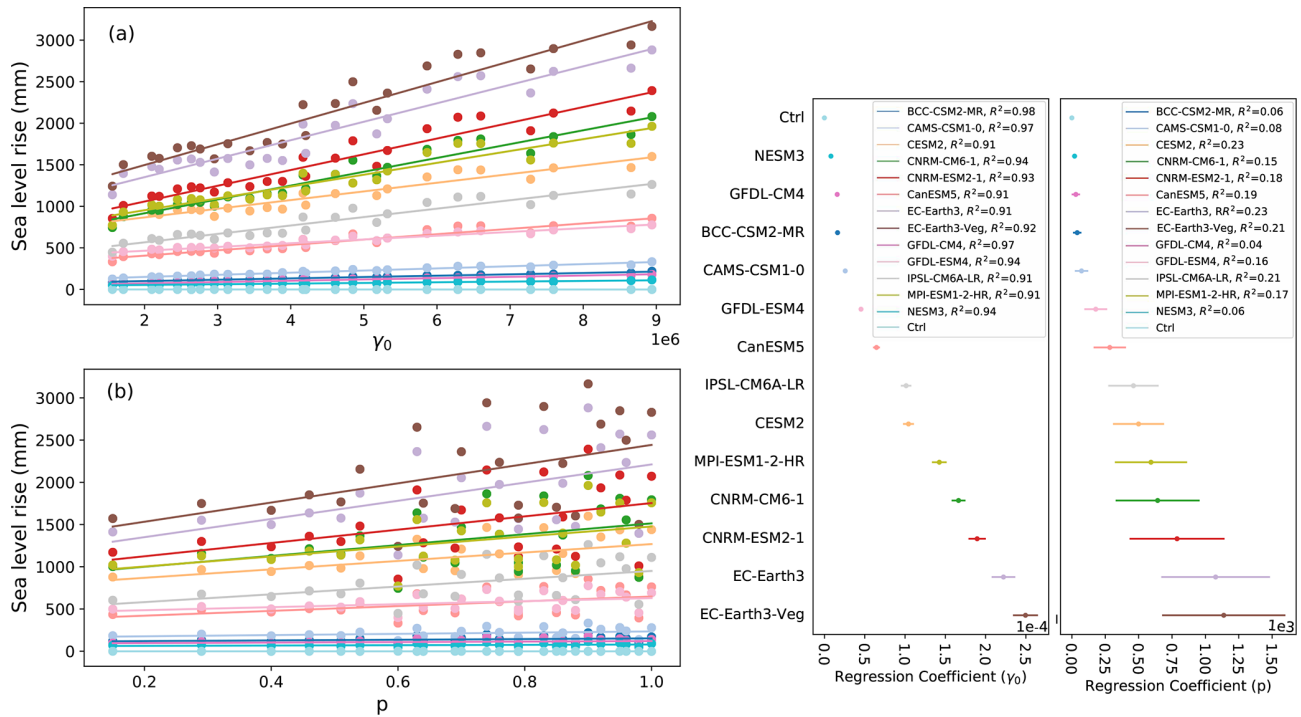 (a)
Sea level rise (mm)
3000
2500
2000
1500
1000
500
0
2
3
4
5
6
7
8
9
1e6
γ0
(b)
Sea level rise (mm)
3000
2500
2000
1500
1000
500
0
0.2
0.4
0.6
0.8
1.0
p
Ctrl
NESM3
GFDL-CM4
BCC-CSM2-MR
CAMS-CSM1-0
GFDL-ESM4
CanESM5
IPSL-CM6A-LR
CESM2
MPI-ESM1-2-HR
CNRM-CM6-1
CNRM-ESM2-1
EC-Earth3
EC-Earth3-Veg
BCC-CSM2-MR, R²=0.98
CAMS-CSM1-0, R²=0.97
CESM2, R²=0.91
CNRM-CM6-1, R²=0.94
CNRM-ESM2-1, R²=0.93
CanESM5, R²=0.91
EC-Earth3, R²=0.91
EC-Earth3-Veg, R²=0.92
GFDL-CM4, R²=0.97
GFDL-ESM4, R²=0.94
IPSL-CM6A-LR, R²=0.91
MPI-ESM1-2-HR, R²=0.91
NESM3, R²=0.94
Ctrl
1e-4
0.0
0.5
1.0
1.5
2.0
2.5
Regression Coefficient (γ0)
BCC-CSM2-MR, R²=0.06
CAMS-CSM1-0, R²=0.08
CESM2, R²=0.23
CNRM-CM6-1, R²=0.15
CNRM-ESM2-1, R²=0.18
CanESM5, R²=0.19
EC-Earth3, RR²=0.23
EC-Earth3-Veg, R²=0.21
GFDL-CM4, R²=0.04
GFDL-ESM4, R²=0.16
IPSL-CM6A-LR, R²=0.21
MPI-ESM1-2-HR, R²=0.17
NESM3, R²=0.06
Ctrl
1e3
0.00
0.25
0.50
0.75
1.00
1.25
1.50
Regression Coefficient (p)